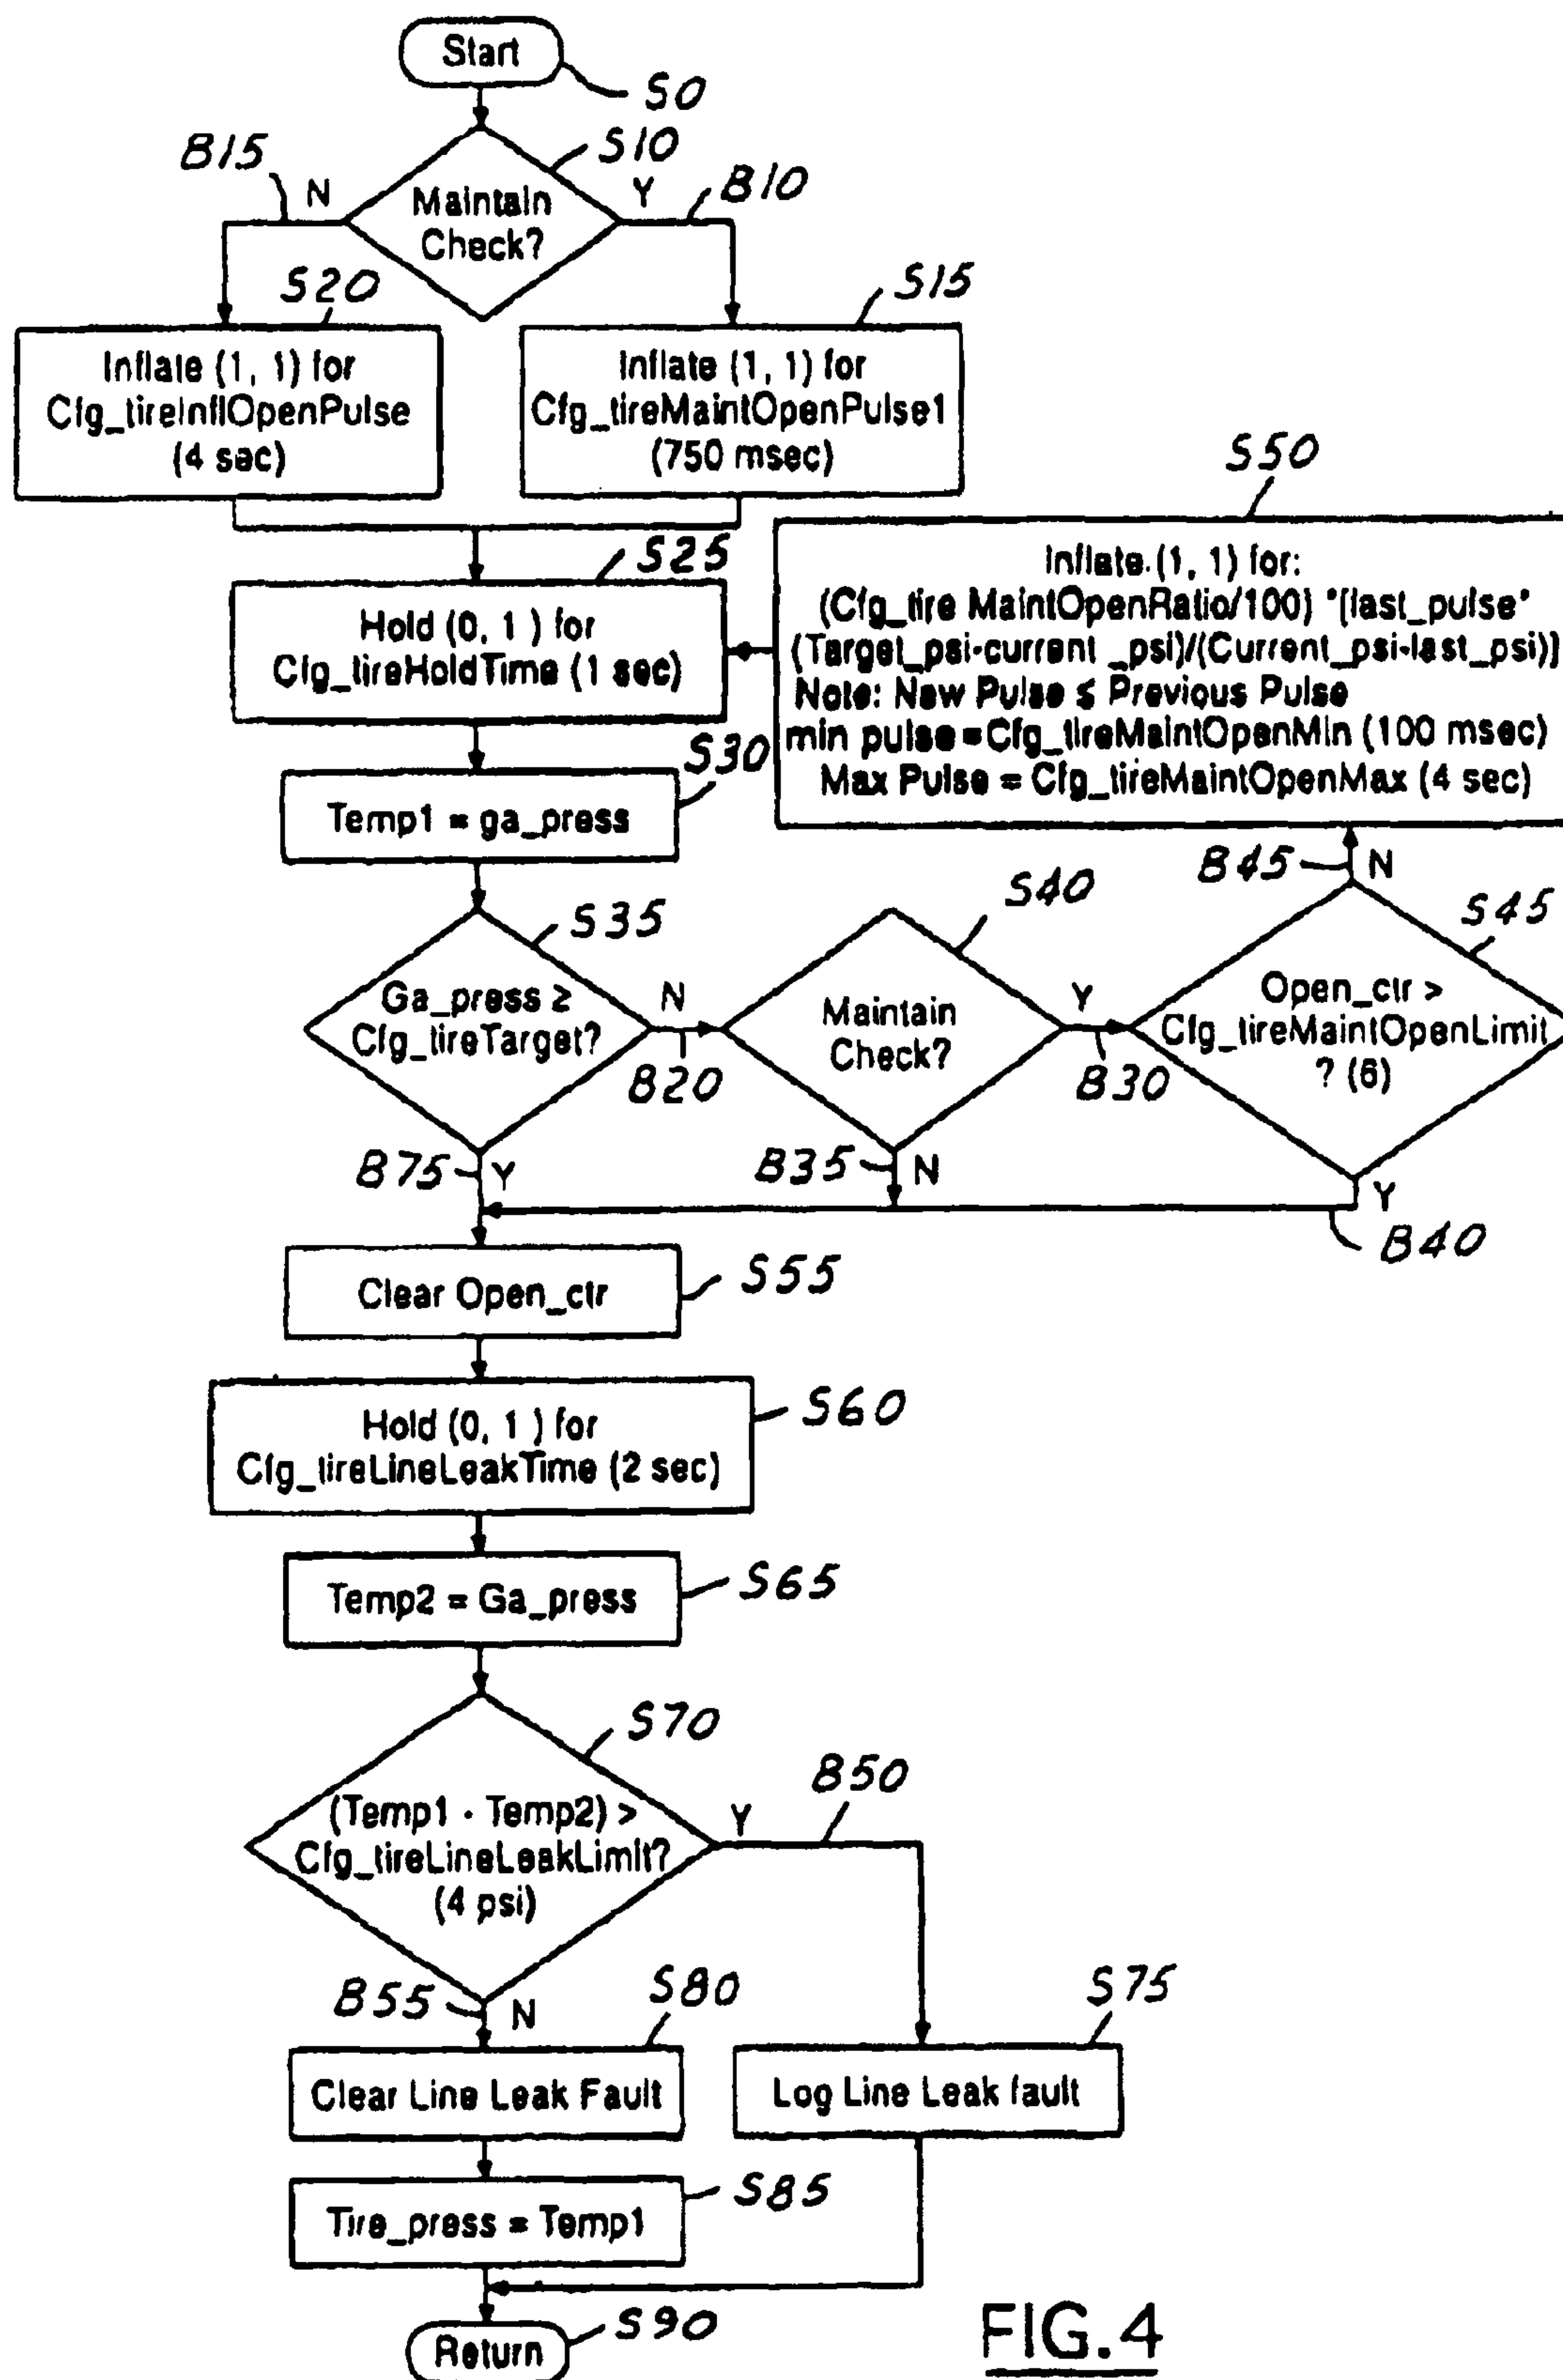 Start
S0
S10
B15
N
Y
B10
Maintain
Check?
S20
S15
Inflate (1, 1) for
Cfg_tireInflOpenPulse
(4 sec)
Inflate (1, 1) for
Cfg_tireMaintOpenPulse1
(750 msec)
S50
S25
Hold (0, 1 ) for
Cfg_tireHoldTime (1 sec)
Inflate (1, 1) for:
(Cfg_tire MaintOpenRatio/100) *[last_pulse*
(Target_psi-current _psi)/(Current_psi-last_psi)]
Note: New Pulse ≤ Previous Pulse
min pulse=Cfg_tireMaintOpenMin (100 msec)
Max Pulse = Cfg_tireMaintOpenMax (4 sec)
S30
Temp1 = ga_press
B45
N
S35
S40
S45
Ga_press ≥
Cfg_tireTarget?
N
B20
Maintain
Check?
Y
B30
Open_ctr >
Cfg_tireMaintOpenLimit
? (6)
B75
Y
B35
N
Y
B40
Clear Open_ctr
S55
Hold (0, 1 ) for
Cfg_tireLineLeakTime (2 sec)
S60
Temp2 = Ga_press
S65
S70
(Temp1 - Temp2) >
Cfg_tireLineLeakLimit?
(4 psi)
Y
B50
B55
N
S80
S75
Clear Line Leak Fault
Log Line Leak fault
Tire_press = Temp1
S85
Return
S90
FIG.4